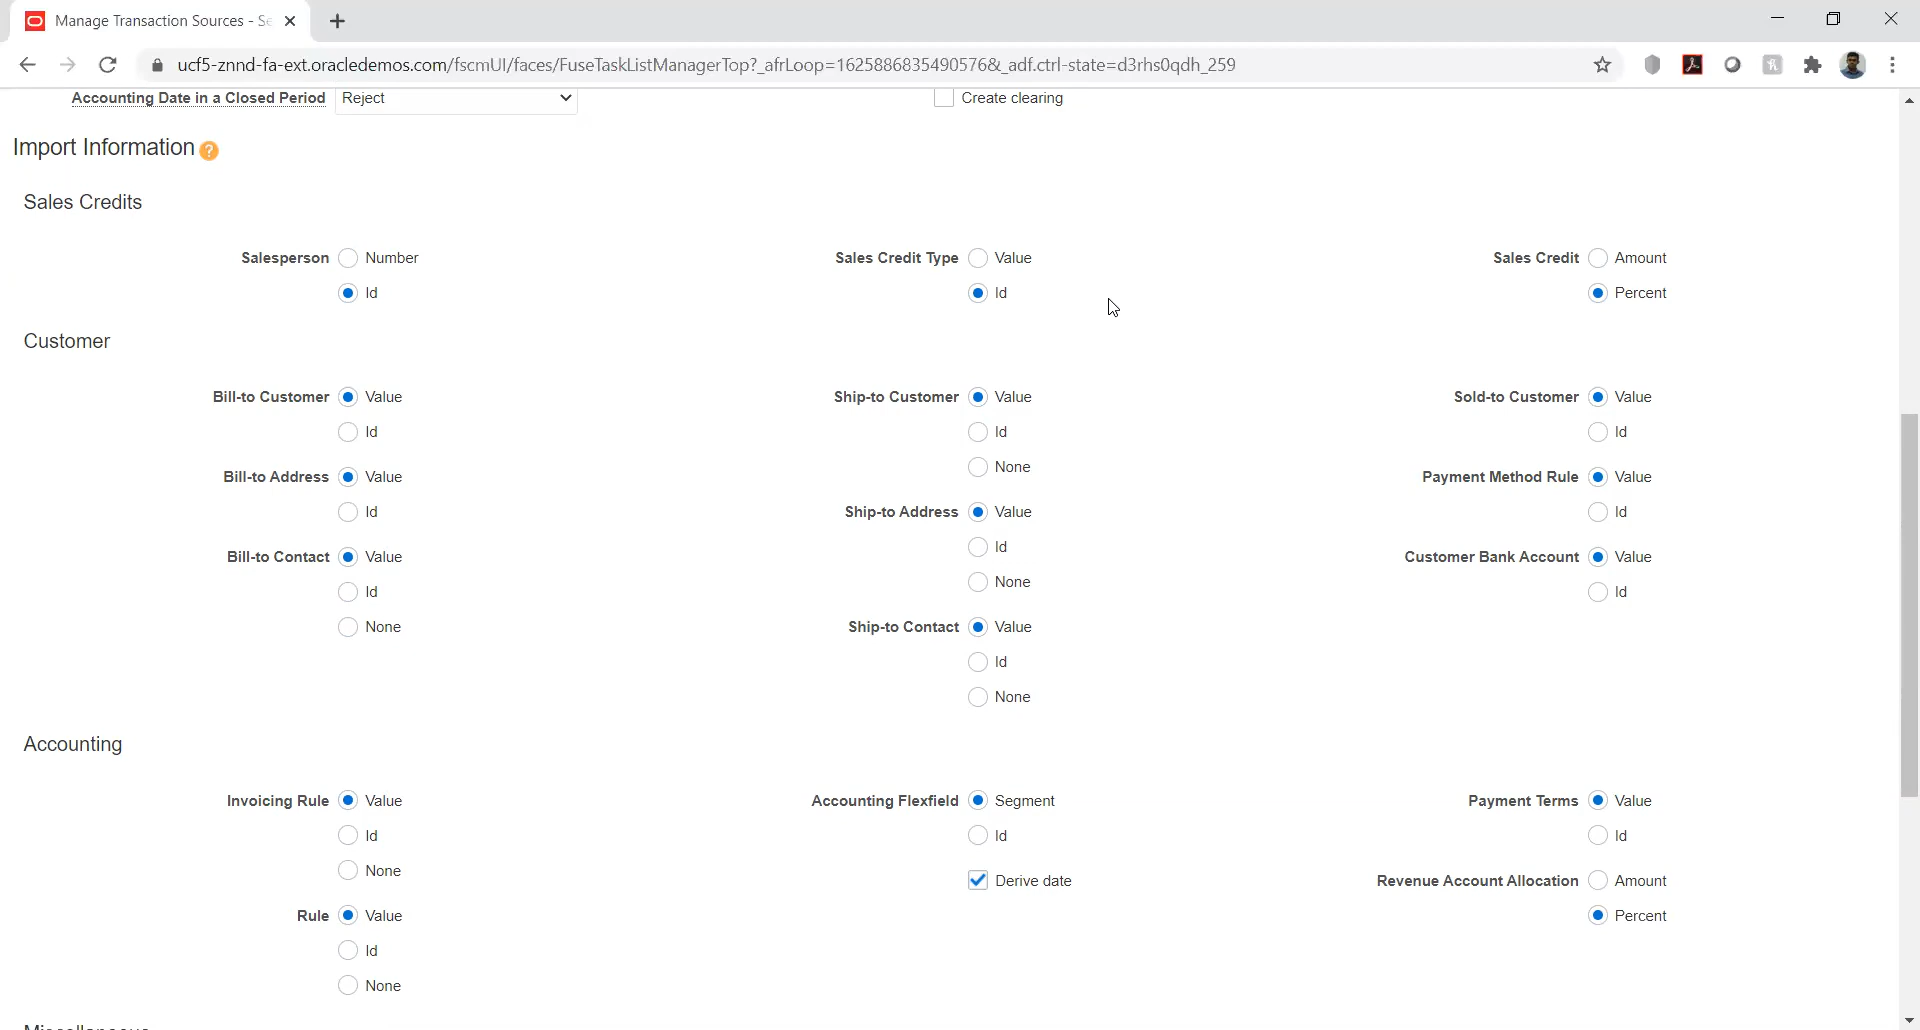 Manage Transaction Sources - Se
ucf5-znnd-fa-ext.oracledemos.com/fscmUI/faces/FuseTaskListManagerTop?_afrLoop=16258868354905​76&_adf.ctrl-state=d3rhs0qdh_259
Accounting Date in a Closed Period Reject Create clearing
Import Information ?
Sales Credits
Salesperson Number Sales Credit Type Value Sales Credit Amount
Id Id Percent
Customer
Bill-to Customer Value Ship-to Customer Value Sold-to Customer Value
Id Id Id
None
Bill-to Address Value Payment Method Rule Value
Id Ship-to Address Value Id
Id
Bill-to Contact Value Customer Bank Account Value
None
Id Id
None Ship-to Contact Value
Id
None
Accounting
Invoicing Rule Value Accounting Flexfield Segment Payment Terms Value
Id Id Id
None Derive date Revenue Account Allocation Amount
Rule Value Percent
Id
None